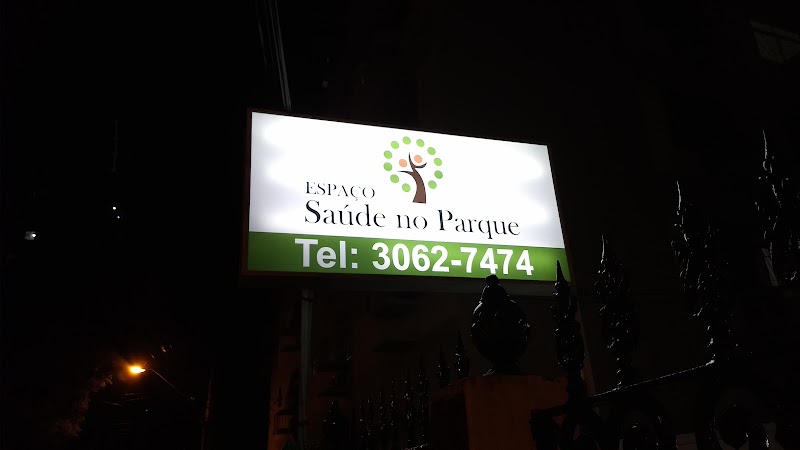 ESPAÇO
Saúde no Parque
Tel: 3062-7474